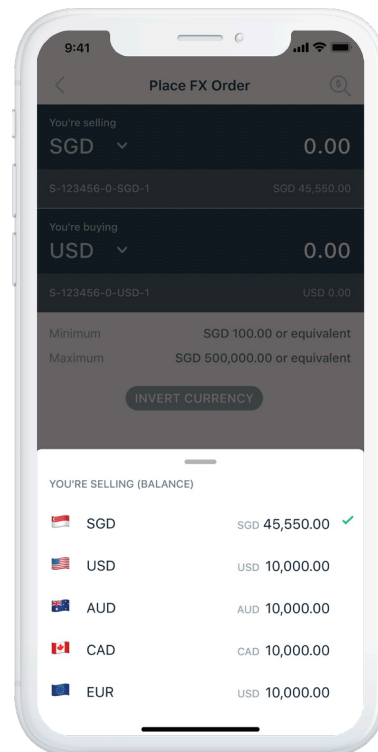 9:41
Place FX Order
You're selling
SGD 0.00
S-123456-0-SGD-1 SGD 45,550.00
You're buying
USD 0.00
S-123456-0-USD-1 USD 0.00
Minimum SGD 100.00 or equivalent
Maximum SGD 500,000.00 or equivalent
INVERT CURRENCY
YOU'RE SELLING (BALANCE)
SGD SGD 45,550.00
USD USD 10,000.00
AUD AUD 10,000.00
CAD CAD 10,000.00
EUR USD 10,000.00